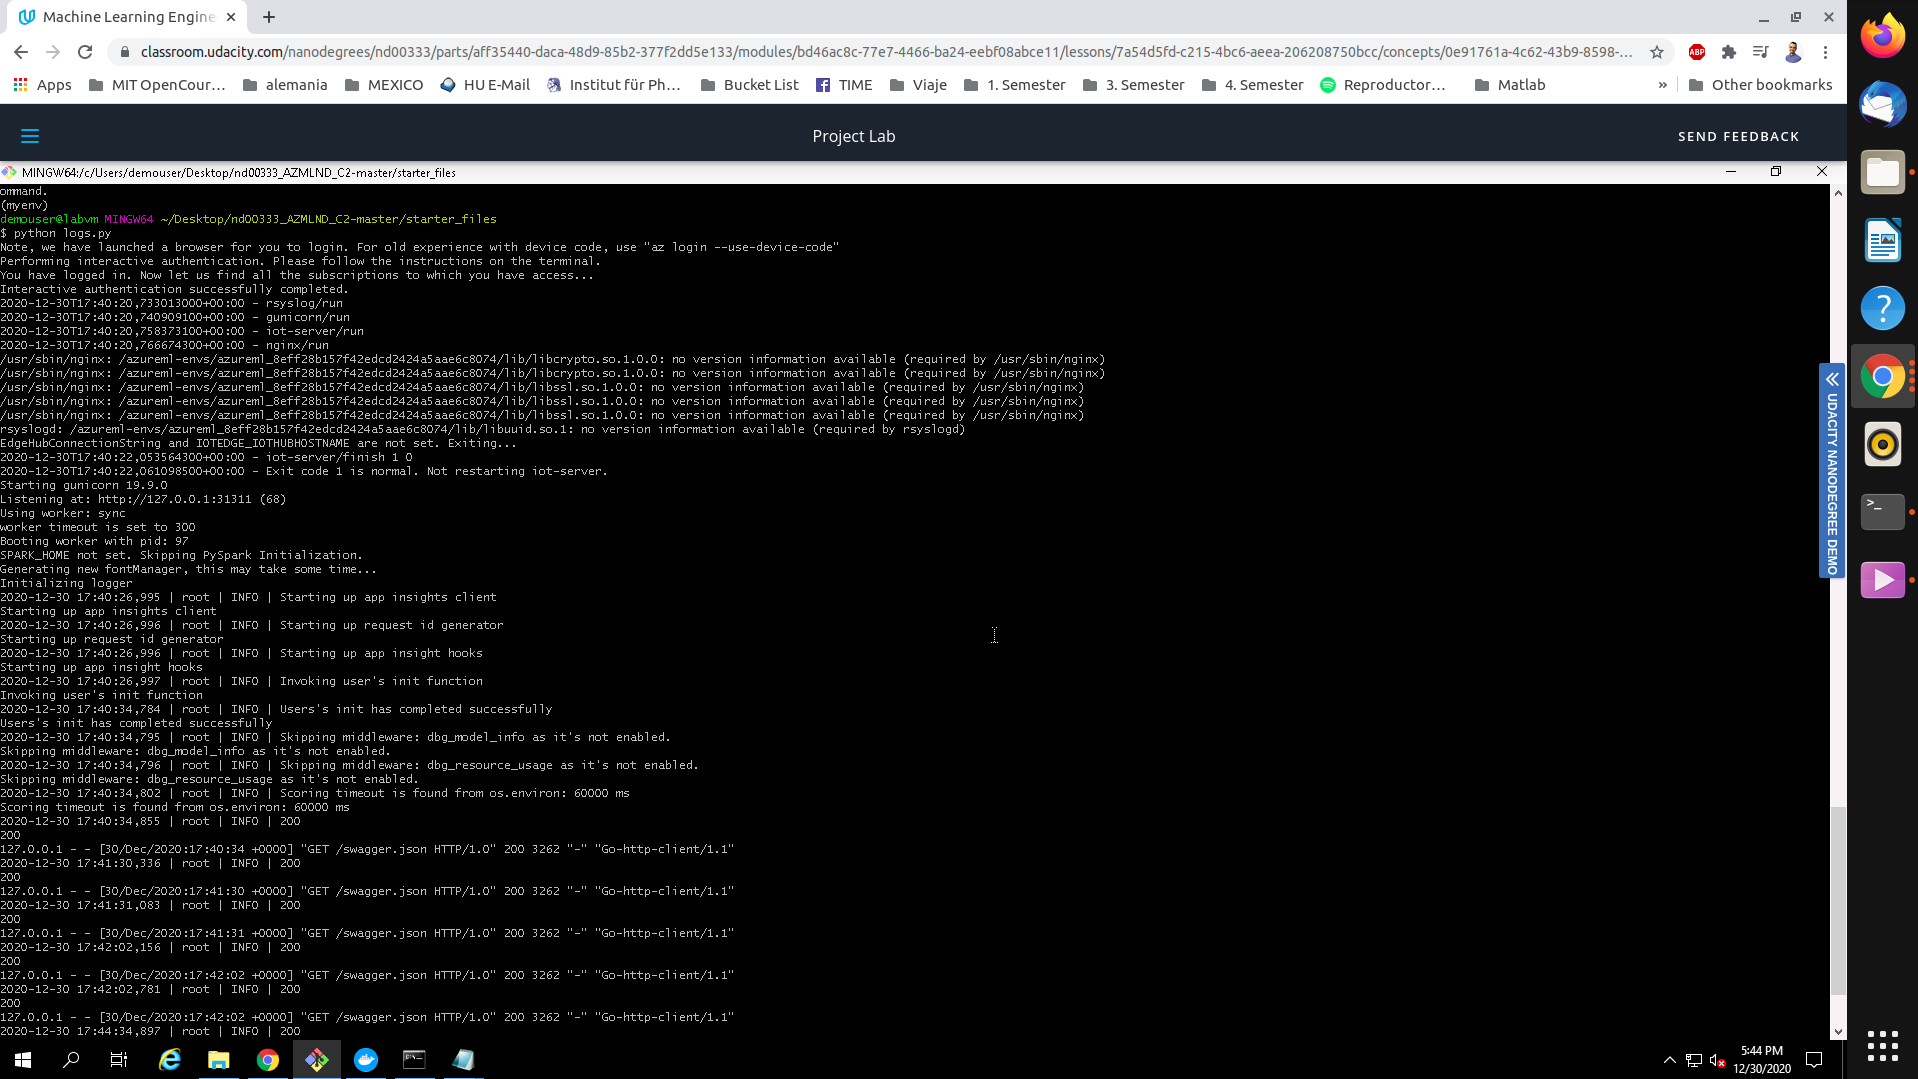 Machine Learning Engine
classroom.udacity.com/nanodegrees/nd00333/parts/aff35440-daca-48d9-85b2-377f2dd5e133/modules/bd46ac8c-77e7-4466-ba24-eebf08abce11/lessons/7a54d5fd-c215-4bc6-aeea-206208750bcc/concepts/0e91761a-4c62-43b9-8598-...
ABP
Apps MIT OpenCour... alemania MEXICO HU E-Mail Institut für Ph... Bucket List TIME Viaje 1. Semester 3. Semester 4. Semester Reproductor... Matlab » Other bookmarks
Project Lab
SEND FEEDBACK
MINGW64:/c/Users/demouser/Desktop/nd00333_AZMLND_C2-master/starter_files
ommand.
(myenv)
demouser@labvm MINGW64 ~/Desktop/nd00333_AZMLND_C2-master/starter_files
$ python logs.py
Note, we have launched a browser for you to login. For old experience with device code, use "az login --use-device-code"
Performing interactive authentication. Please follow the instructions on the terminal.
You have logged in. Now let us find all the subscriptions to which you have access...
Interactive authentication successfully completed.
2020-12-30T17:40:20,733013000+00:00 - rsyslog/run
2020-12-30T17:40:20,740909100+00:00 - gunicorn/run
2020-12-30T17:40:20,758373100+00:00 - iot-server/run
2020-12-30T17:40:20,766674300+00:00 - nginx/run
/usr/sbin/nginx: /azureml-envs/azureml_8eff28b157f42edcd2424a5aae6c8074/lib/libcrypto.so.1.0.0: no version information available (required by /usr/sbin/nginx)
/usr/sbin/nginx: /azureml-envs/azureml_8eff28b157f42edcd2424a5aae6c8074/lib/libcrypto.so.1.0.0: no version information available (required by /usr/sbin/nginx)
/usr/sbin/nginx: /azureml-envs/azureml_8eff28b157f42edcd2424a5aae6c8074/lib/libssl.so.1.0.0: no version information available (required by /usr/sbin/nginx)
/usr/sbin/nginx: /azureml-envs/azureml_8eff28b157f42edcd2424a5aae6c8074/lib/libssl.so.1.0.0: no version information available (required by /usr/sbin/nginx)
/usr/sbin/nginx: /azureml-envs/azureml_8eff28b157f42edcd2424a5aae6c8074/lib/libssl.so.1.0.0: no version information available (required by /usr/sbin/nginx)
rsyslogd: /azureml-envs/azureml_8eff28b157f42edcd2424a5aae6c8074/lib/libuuid.so.1: no version information available (required by rsyslogd)
EdgeHubConnectionString and IOTEDGE_IOTHUBHOSTNAME are not set. Exiting...
2020-12-30T17:40:22,053564300+00:00 - iot-server/finish 1 0
2020-12-30T17:40:22,061098500+00:00 - Exit code 1 is normal. Not restarting iot-server.
Starting gunicorn 19.9.0
Listening at: http://127.0.0.1:31311 (68)
Using worker: sync
worker timeout is set to 300
Booting worker with pid: 97
SPARK_HOME not set. Skipping PySpark Initialization.
Generating new fontManager, this may take some time...
Initializing logger
2020-12-30 17:40:26,995 | root | INFO | Starting up app insights client
Starting up app insights client
2020-12-30 17:40:26,996 | root | INFO | Starting up request id generator
Starting up request id generator
2020-12-30 17:40:26,996 | root | INFO | Starting up app insight hooks
Starting up app insight hooks
2020-12-30 17:40:26,997 | root | INFO | Invoking user's init function
Invoking user's init function
2020-12-30 17:40:34,784 | root | INFO | Users's init has completed successfully
Users's init has completed successfully
2020-12-30 17:40:34,795 | root | INFO | Skipping middleware: dbg_model_info as it's not enabled.
Skipping middleware: dbg_model_info as it's not enabled.
2020-12-30 17:40:34,796 | root | INFO | Skipping middleware: dbg_resource_usage as it's not enabled.
Skipping middleware: dbg_resource_usage as it's not enabled.
2020-12-30 17:40:34,802 | root | INFO | Scoring timeout is found from os.environ: 60000 ms
Scoring timeout is found from os.environ: 60000 ms
2020-12-30 17:40:34,855 | root | INFO | 200
200
127.0.0.1 - - [30/Dec/2020:17:40:34 +0000] "GET /swagger.json HTTP/1.0" 200 3262 "-" "Go-http-client/1.1"
2020-12-30 17:41:30,336 | root | INFO | 200
200
127.0.0.1 - - [30/Dec/2020:17:41:30 +0000] "GET /swagger.json HTTP/1.0" 200 3262 "-" "Go-http-client/1.1"
2020-12-30 17:41:31,083 | root | INFO | 200
200
127.0.0.1 - - [30/Dec/2020:17:41:31 +0000] "GET /swagger.json HTTP/1.0" 200 3262 "-" "Go-http-client/1.1"
2020-12-30 17:42:02,156 | root | INFO | 200
200
127.0.0.1 - - [30/Dec/2020:17:42:02 +0000] "GET /swagger.json HTTP/1.0" 200 3262 "-" "Go-http-client/1.1"
2020-12-30 17:42:02,781 | root | INFO | 200
200
127.0.0.1 - - [30/Dec/2020:17:42:02 +0000] "GET /swagger.json HTTP/1.0" 200 3262 "-" "Go-http-client/1.1"
2020-12-30 17:44:34,897 | root | INFO | 200
UDACITY NANODEGREE DEMO
5:44 PM
12/30/2020